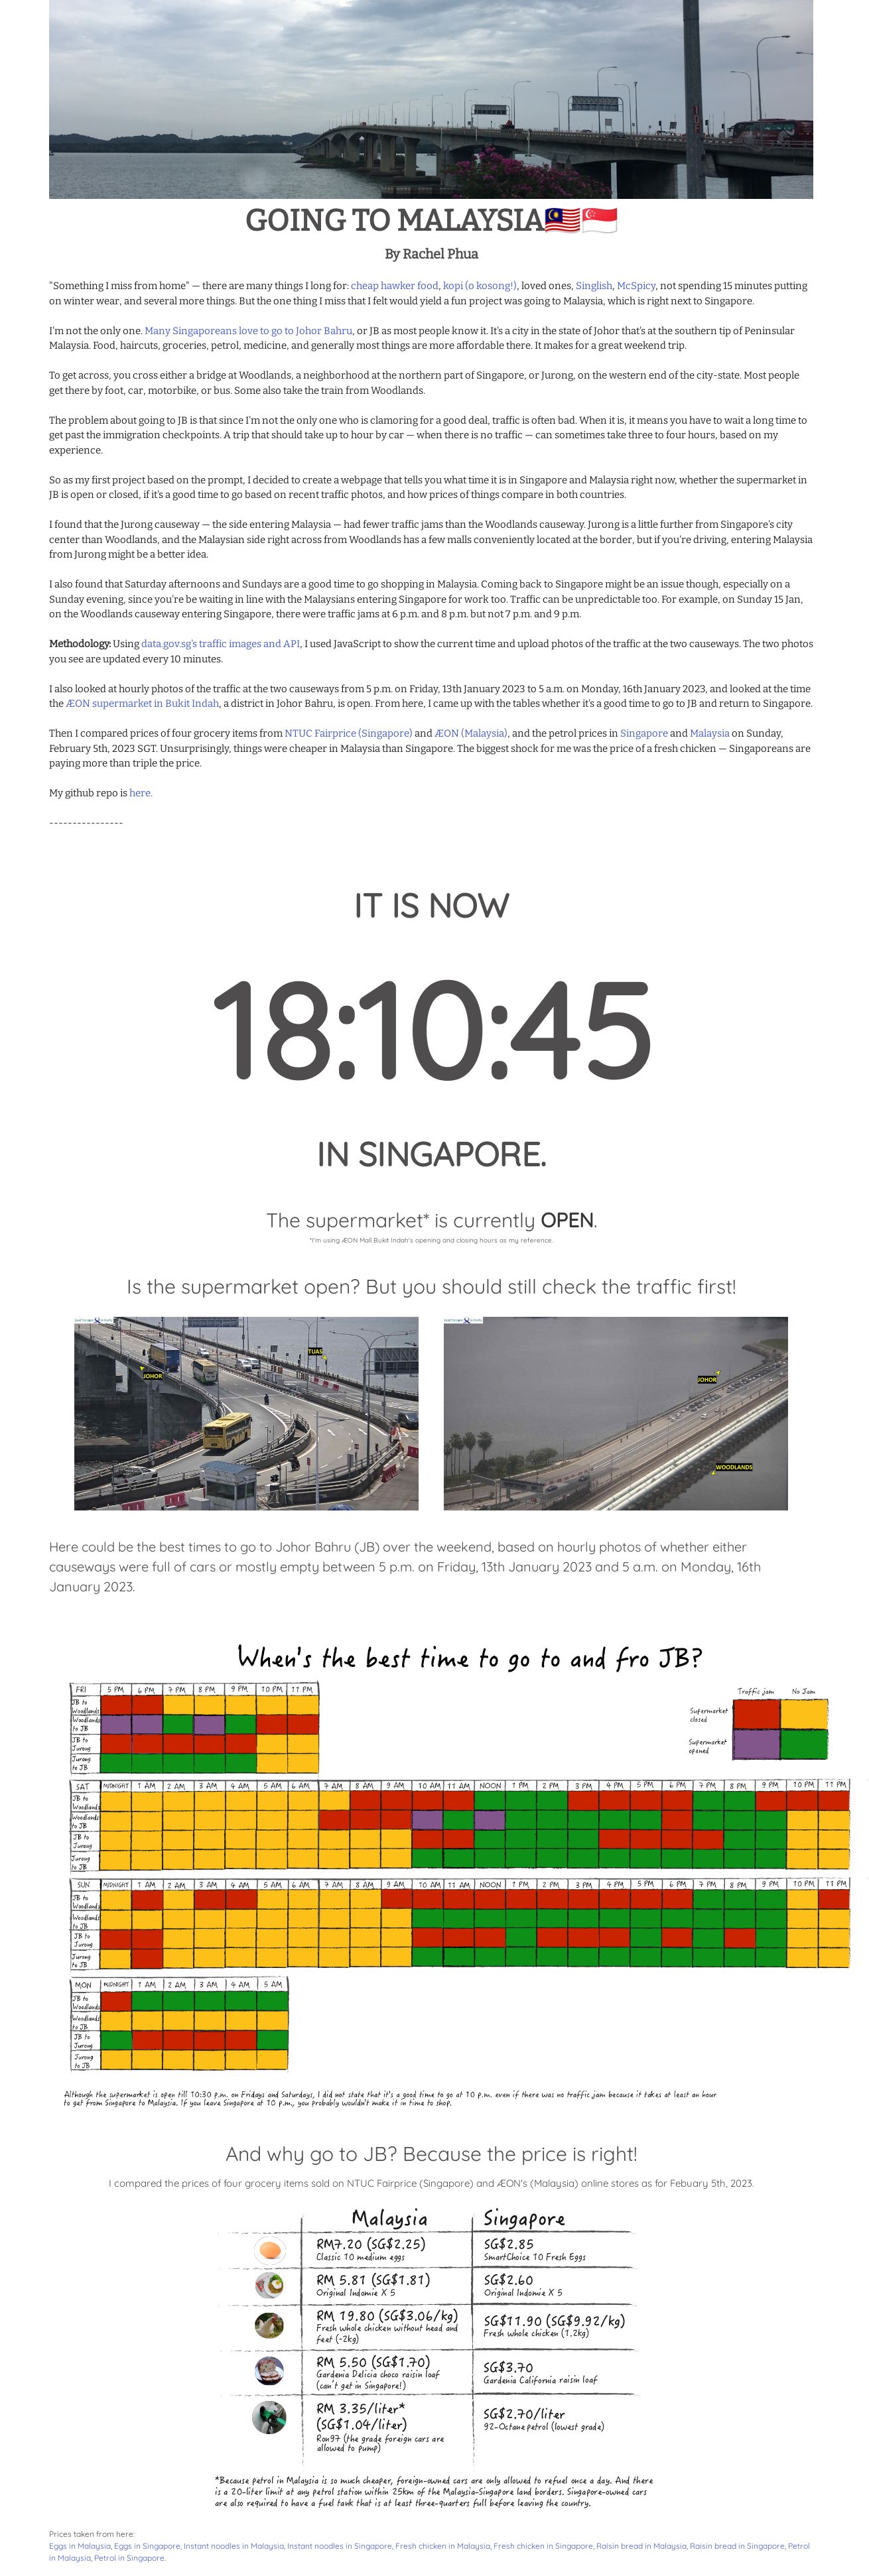 GOING TO MALAYSIA🇲🇾🇸🇬
By Rachel Phua
"Something I miss from home" — there are many things I long for: cheap hawker food, kopi (o kosong!), loved ones, Singlish, McSpicy, not spending 15 minutes putting
on winter wear, and several more things. But the one thing I miss that I felt would yield a fun project was going to Malaysia, which is right next to Singapore.
I'm not the only one. Many Singaporeans love to go to Johor Bahru, or JB as most people know it. It's a city in the state of Johor that's at the southern tip of Peninsular
Malaysia. Food, haircuts, groceries, petrol, medicine, and generally most things are more affordable there. It makes for a great weekend trip.
To get across, you cross either a bridge at Woodlands, a neighborhood at the northern part of Singapore, or Jurong, on the western end of the city-state. Most people
get there by foot, car, motorbike, or bus. Some also take the train from Woodlands.
The problem about going to JB is that since I'm not the only one who is clamoring for a good deal, traffic is often bad. When it is, it means you have to wait a long time to
get past the immigration checkpoints. A trip that should take up to hour by car — when there is no traffic — can sometimes take three to four hours, based on my
experience.
So as my first project based on the prompt, I decided to create a webpage that tells you what time it is in Singapore and Malaysia right now, whether the supermarket in
JB is open or closed, if it's a good time to go based on recent traffic photos, and how prices of things compare in both countries.
I found that the Jurong causeway — the side entering Malaysia — had fewer traffic jams than the Woodlands causeway. Jurong is a little further from Singapore's city
center than Woodlands, and the Malaysian side right across from Woodlands has a few malls conveniently located at the border, but if you're driving, entering Malaysia
from Jurong might be a better idea.
I also found that Saturday afternoons and Sundays are a good time to go shopping in Malaysia. Coming back to Singapore might be an issue though, especially on a
Sunday evening, since you're be waiting in line with the Malaysians entering Singapore for work too. Traffic can be unpredictable too. For example, on Sunday 15 Jan,
on the Woodlands causeway entering Singapore, there were traffic jams at 6 p.m. and 8 p.m. but not 7 p.m. and 9 p.m.
Methodology: Using data.gov.sg's traffic images and API, I used JavaScript to show the current time and upload photos of the traffic at the two causeways. The two photos
you see are updated every 10 minutes.
I also looked at hourly photos of the traffic at the two causeways from 5 p.m. on Friday, 13th January 2023 to 5 a.m. on Monday, 16th January 2023, and looked at the time
the ÆON supermarket in Bukit Indah, a district in Johor Bahru, is open. From here, I came up with the tables whether it's a good time to go to JB and return to Singapore.
Then I compared prices of four grocery items from NTUC Fairprice (Singapore) and ÆON (Malaysia), and the petrol prices in Singapore and Malaysia on Sunday,
February 5th, 2023 SGT. Unsurprisingly, things were cheaper in Malaysia than Singapore. The biggest shock for me was the price of a fresh chicken — Singaporeans are
paying more than triple the price.
My github repo is here.
----------------
IT IS NOW
18:10:45
IN SINGAPORE.
The supermarket* is currently OPEN.
*I'm using ÆON Mall Bukit Indah's opening and closing hours as my reference.
Is the supermarket open? But you should still check the traffic first!
TUAS
JOHOR
JOHOR
WOODLANDS
Here could be the best times to go to Johor Bahru (JB) over the weekend, based on hourly photos of whether either
causeways were full of cars or mostly empty between 5 p.m. on Friday, 13th January 2023 and 5 a.m. on Monday, 16th
January 2023.
When's the best time to go to and fro JB?
FRI 5 PM 6 PM 7 PM 8 PM 9 PM 10 PM 11 PM
JB to
Woodlands
Woodlands
to JB
JB to
Jurong
Jurong
to JB
Traffic jam No Jam
Supermarket
closed
Supermarket
opened
SAT MIDNIGHT 1 AM 2 AM 3 AM 4 AM 5 AM 6 AM 7 AM 8 AM 9 AM 10 AM 11 AM NOON 1 PM 2 PM 3 PM 4 PM 5 PM 6 PM 7 PM 8 PM 9 PM 10 PM 11 PM
JB to
Woodlands
Woodlands
to JB
JB to
Jurong
Jurong
to JB
SUN MIDNIGHT 1 AM 2 AM 3 AM 4 AM 5 AM 6 AM 7 AM 8 AM 9 AM 10 AM 11 AM NOON 1 PM 2 PM 3 PM 4 PM 5 PM 6 PM 7 PM 8 PM 9 PM 10 PM 11 PM
JB to
Woodlands
Woodlands
to JB
JB to
Jurong
Jurong
to JB
MON MIDNIGHT 1 AM 2 AM 3 AM 4 AM 5 AM
JB to
Woodlands
Woodlands
to JB
JB to
Jurong
Jurong
to JB
Although the supermarket is open till 10:30 p.m. on Fridays and Saturdays, I did not state that it's a good time to go at 10 p.m. even if there was no traffic jam because it takes at least an hour
to get from Singapore to Malaysia. If you leave Singapore at 10 p.m., you probably wouldn't make it in time to shop.
And why go to JB? Because the price is right!
I compared the prices of four grocery items sold on NTUC Fairprice (Singapore) and ÆON's (Malaysia) online stores as for Febuary 5th, 2023.
Malaysia Singapore
RM7.20 (SG$2.25) SG$2.85
Classic 10 medium eggs SmartChoice 10 Fresh Eggs
RM 5.81 (SG$1.81) SG$2.60
Original Indomie X 5 Original Indomie X 5
RM 19.80 (SG$3.06/kg) SG$11.90 (SG$9.92/kg)
Fresh whole chicken without head and Fresh whole chicken (1.2kg)
feet (~2kg)
RM 5.50 (SG$1.70) SG$3.70
Gardenia Delicia choco raisin loaf Gardenia California raisin loaf
(can't get in Singapore!)
RM 3.35/liter* SG$2.70/liter
(SG$1.04/liter) 92-Octane petrol (lowest grade)
Ron97 (the grade foreign cars are
allowed to pump)
*Because petrol in Malaysia is so much cheaper, foreign-owned cars are only allowed to refuel once a day. And there
is a 20-liter limit at any petrol station within 25km of the Malaysia-Singapore land borders. Singapore-owned cars
are also required to have a fuel tank that is at least three-quarters full before leaving the country.
Prices taken from here:
Eggs in Malaysia, Eggs in Singapore, Instant noodles in Malaysia, Instant noodles in Singapore, Fresh chicken in Malaysia, Fresh chicken in Singapore, Raisin bread in Malaysia, Raisin bread in Singapore, Petrol
in Malaysia, Petrol in Singapore.